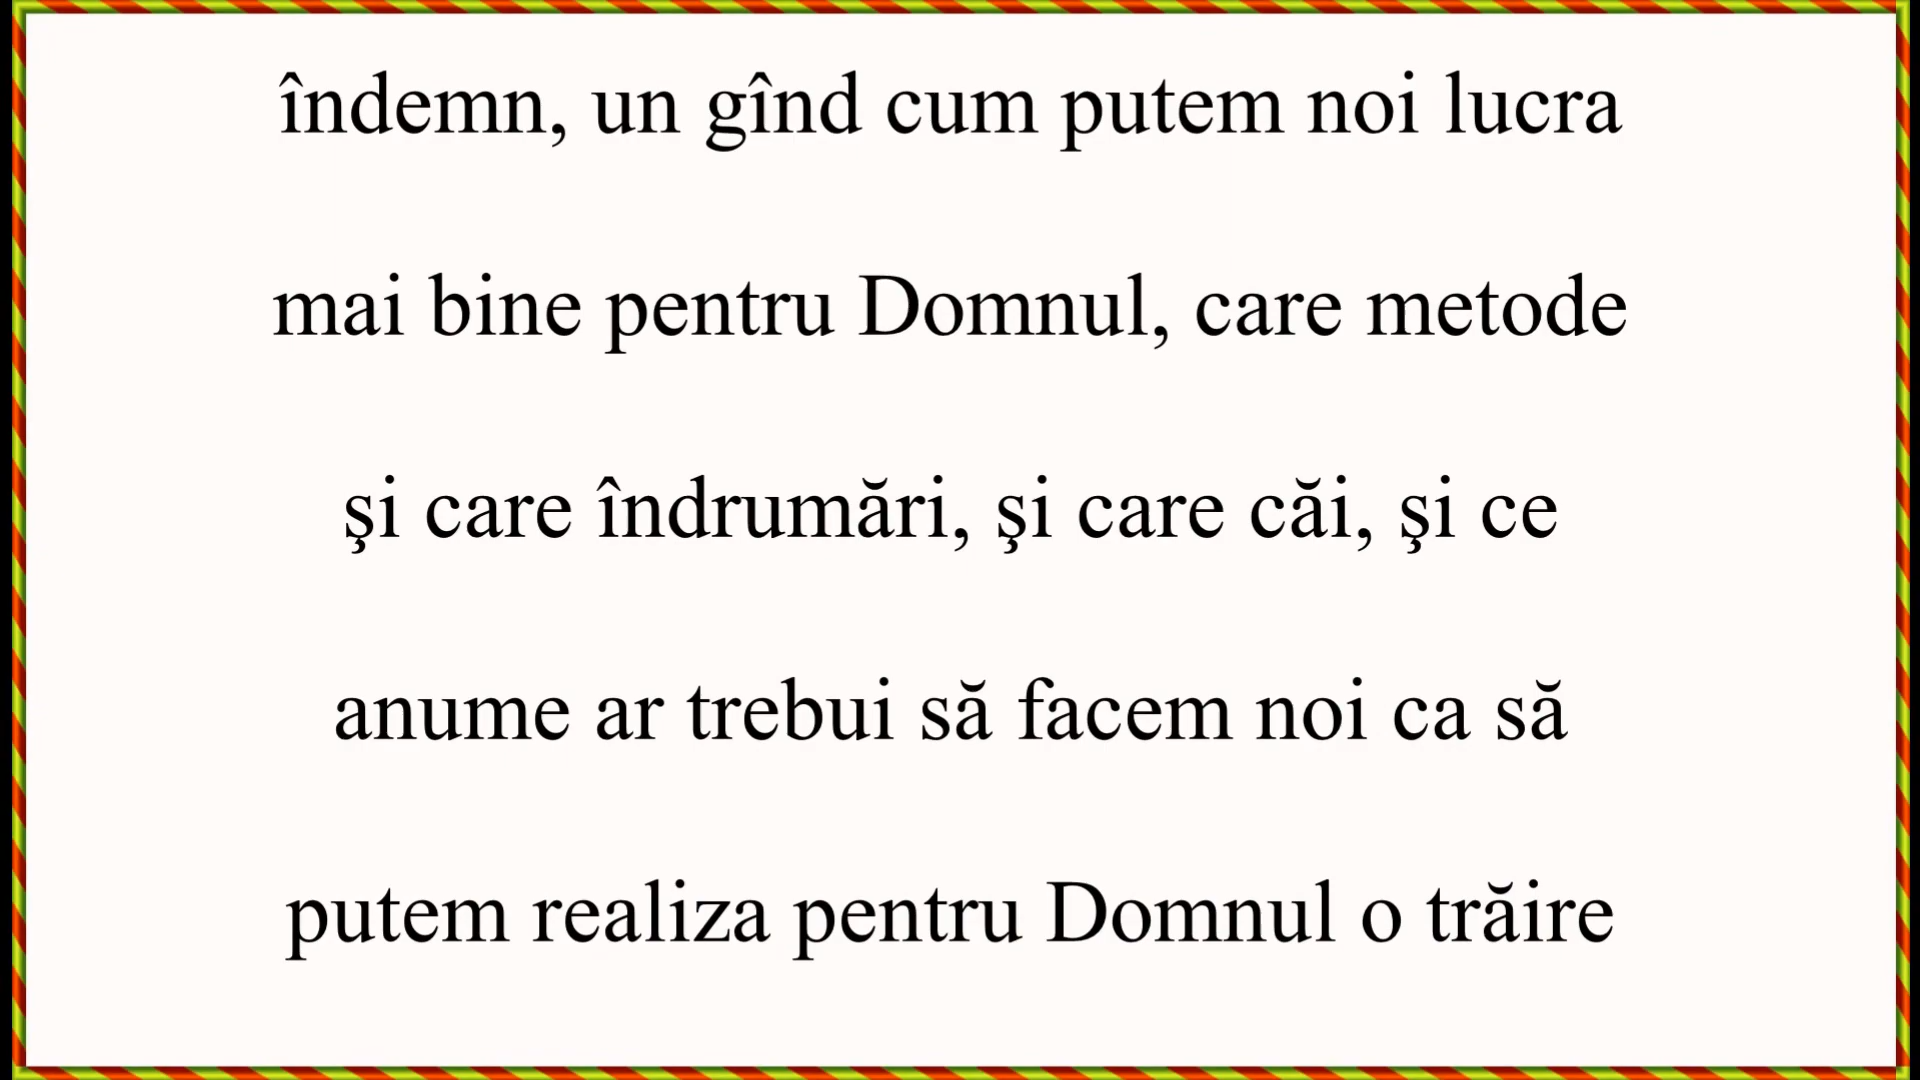 îndemn, un gînd cum putem noi lucra
mai bine pentru Domnul, care metode
şi care îndrumări, şi care căi, şi ce
anume ar trebui să facem noi ca să
putem realiza pentru Domnul o trăire